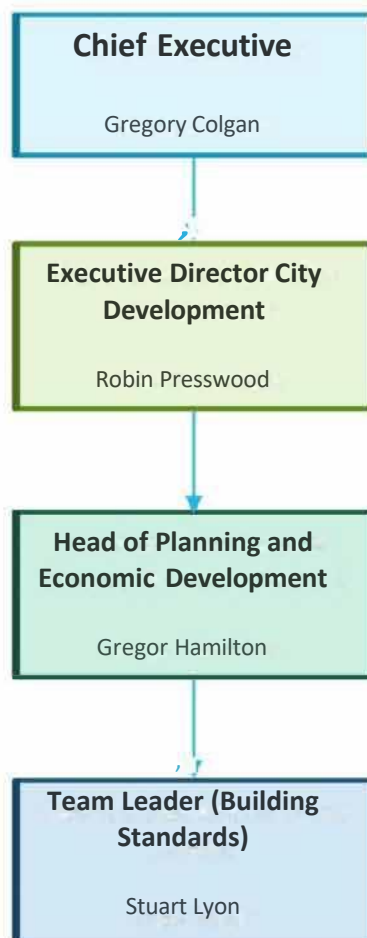 Chief Executive
Gregory Colgan
Executive Director City
Development
Robin Presswood
Head of Planning and
Economic Development
Gregor Hamilton
Team Leader (Building
Standards)
Stuart Lyon